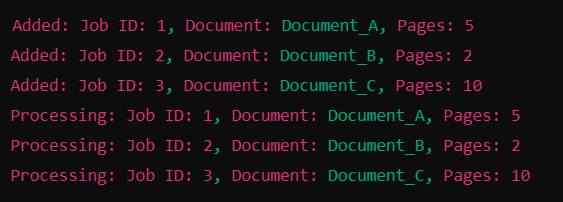 Added: Job ID: 1, Document: Document_A, Pages: 5
Added: Job ID: 2, Document: Document_B, Pages: 2
Added: Job ID: 3, Document: Document_C, Pages: 10
Processing: Job ID: 1, Document: Document_A, Pages: 5
Processing: Job ID: 2, Document: Document_B, Pages: 2
Processing: Job ID: 3, Document: Document_C, Pages: 10